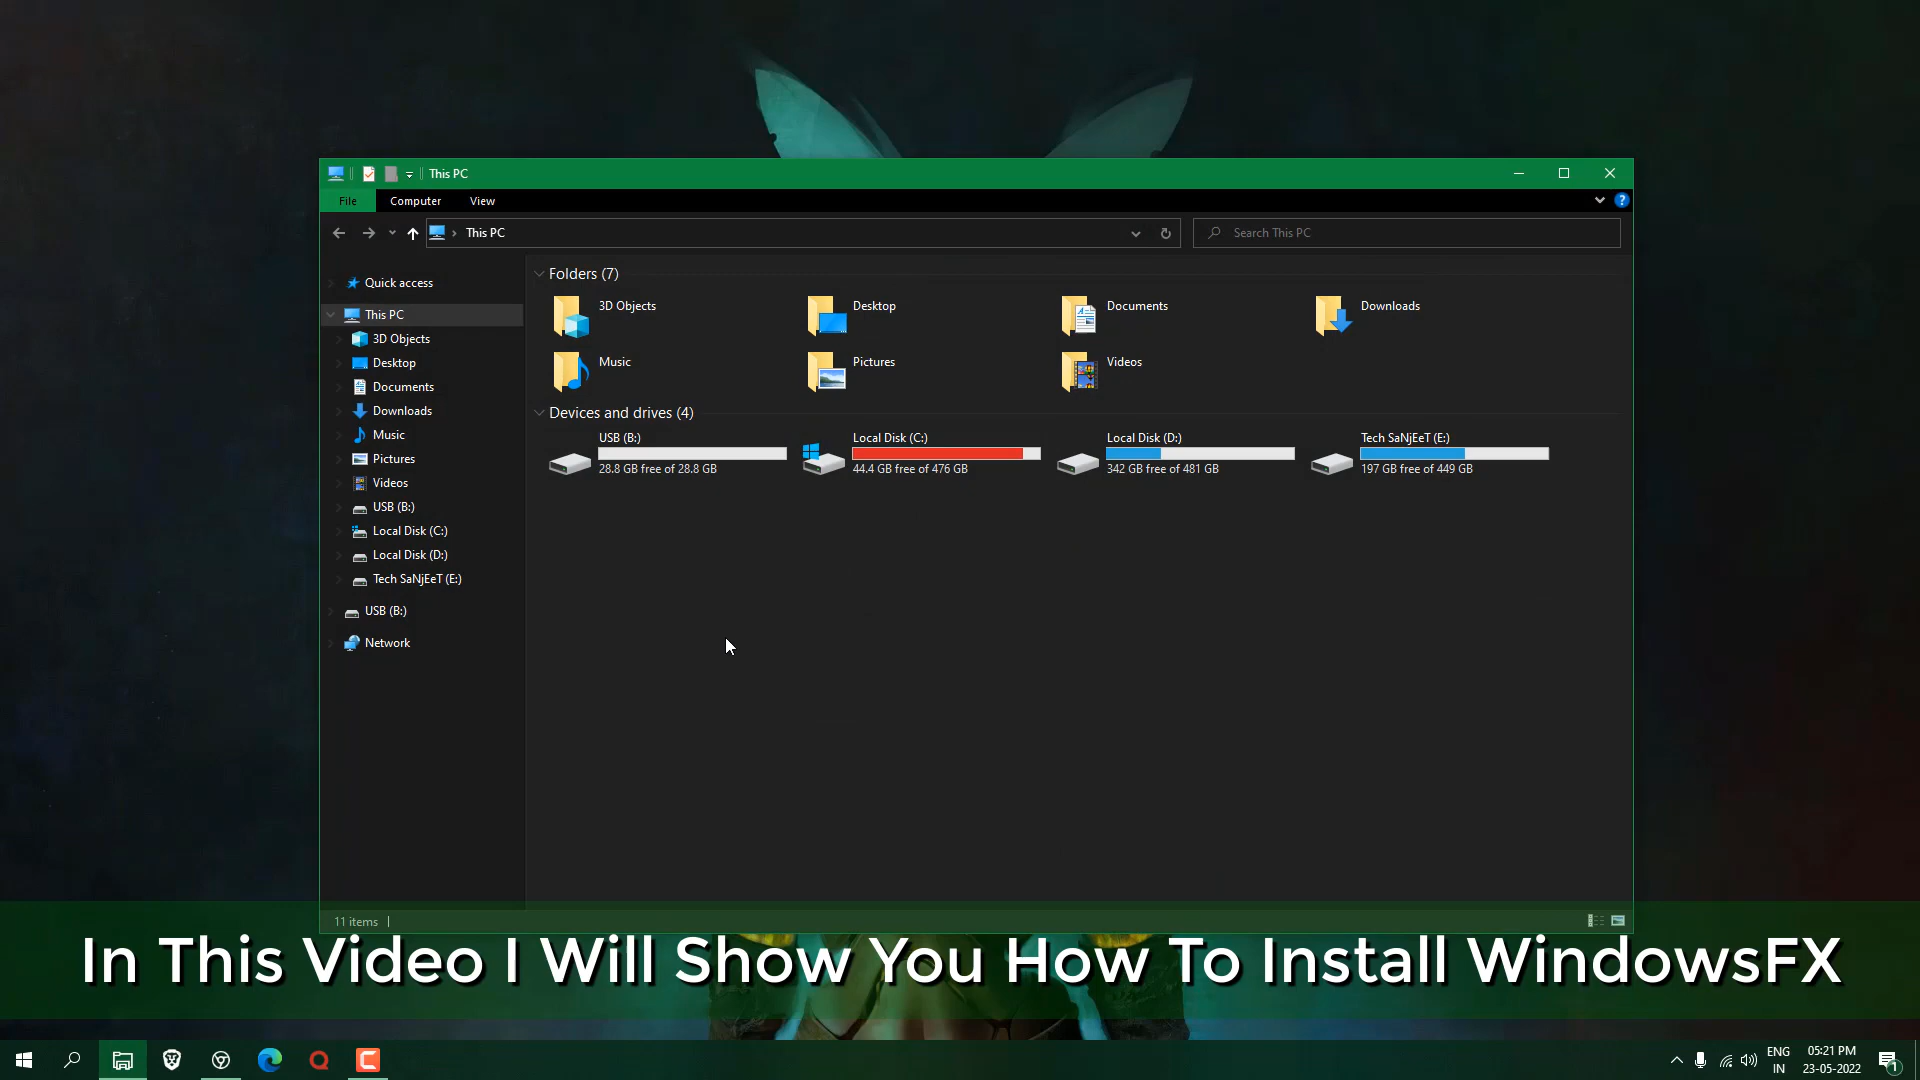 This PC
File Computer View
This PC
Search This PC
Quick access
This PC
3D Objects
Desktop
Documents
Downloads
Music
Pictures
Videos
USB (B:)
Local Disk (C:)
Local Disk (D:)
Tech SaNjEeT (E:)
USB (B:)
Network
Folders (7)
3D Objects
Desktop
Documents
Downloads
Music
Pictures
Videos
Devices and drives (4)
USB (B:)
28.8 GB free of 28.8 GB
Local Disk (C:)
44.4 GB free of 476 GB
Local Disk (D:)
342 GB free of 481 GB
Tech SaNjEeT (E:)
197 GB free of 449 GB
11 items
In This Video I Will Show You How To Install WindowsFX
ENG
IN
05:21 PM
23-05-2022
1